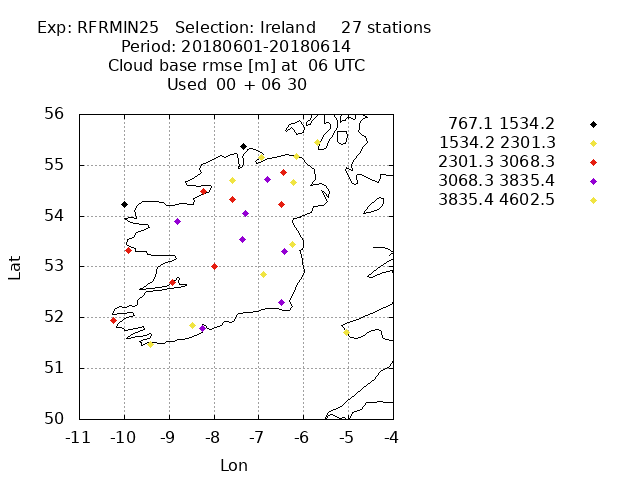 Exp: RFRMIN25 Selection: Ireland 27 stations
Period: 20180601-20180614
Cloud base rmse [m] at 06 UTC
Used 00 + 06 30
56
55
54
53
52
51
50
Lat
-11 -10 -9 -8 -7 -6 -5 -4
Lon
767.1 1534.2
1534.2 2301.3
2301.3 3068.3
3068.3 3835.4
3835.4 4602.5